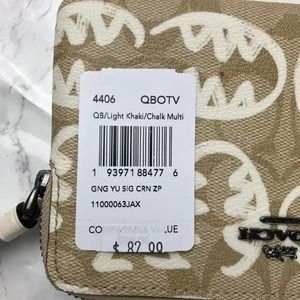 4406 QBOTV
QB/Light Khaki/Chalk Multi
1 93971 88477 6
GNG YU SIG CRN ZP
11000063JAX
COMPARABLE VALUE
$ 82.00
COACH